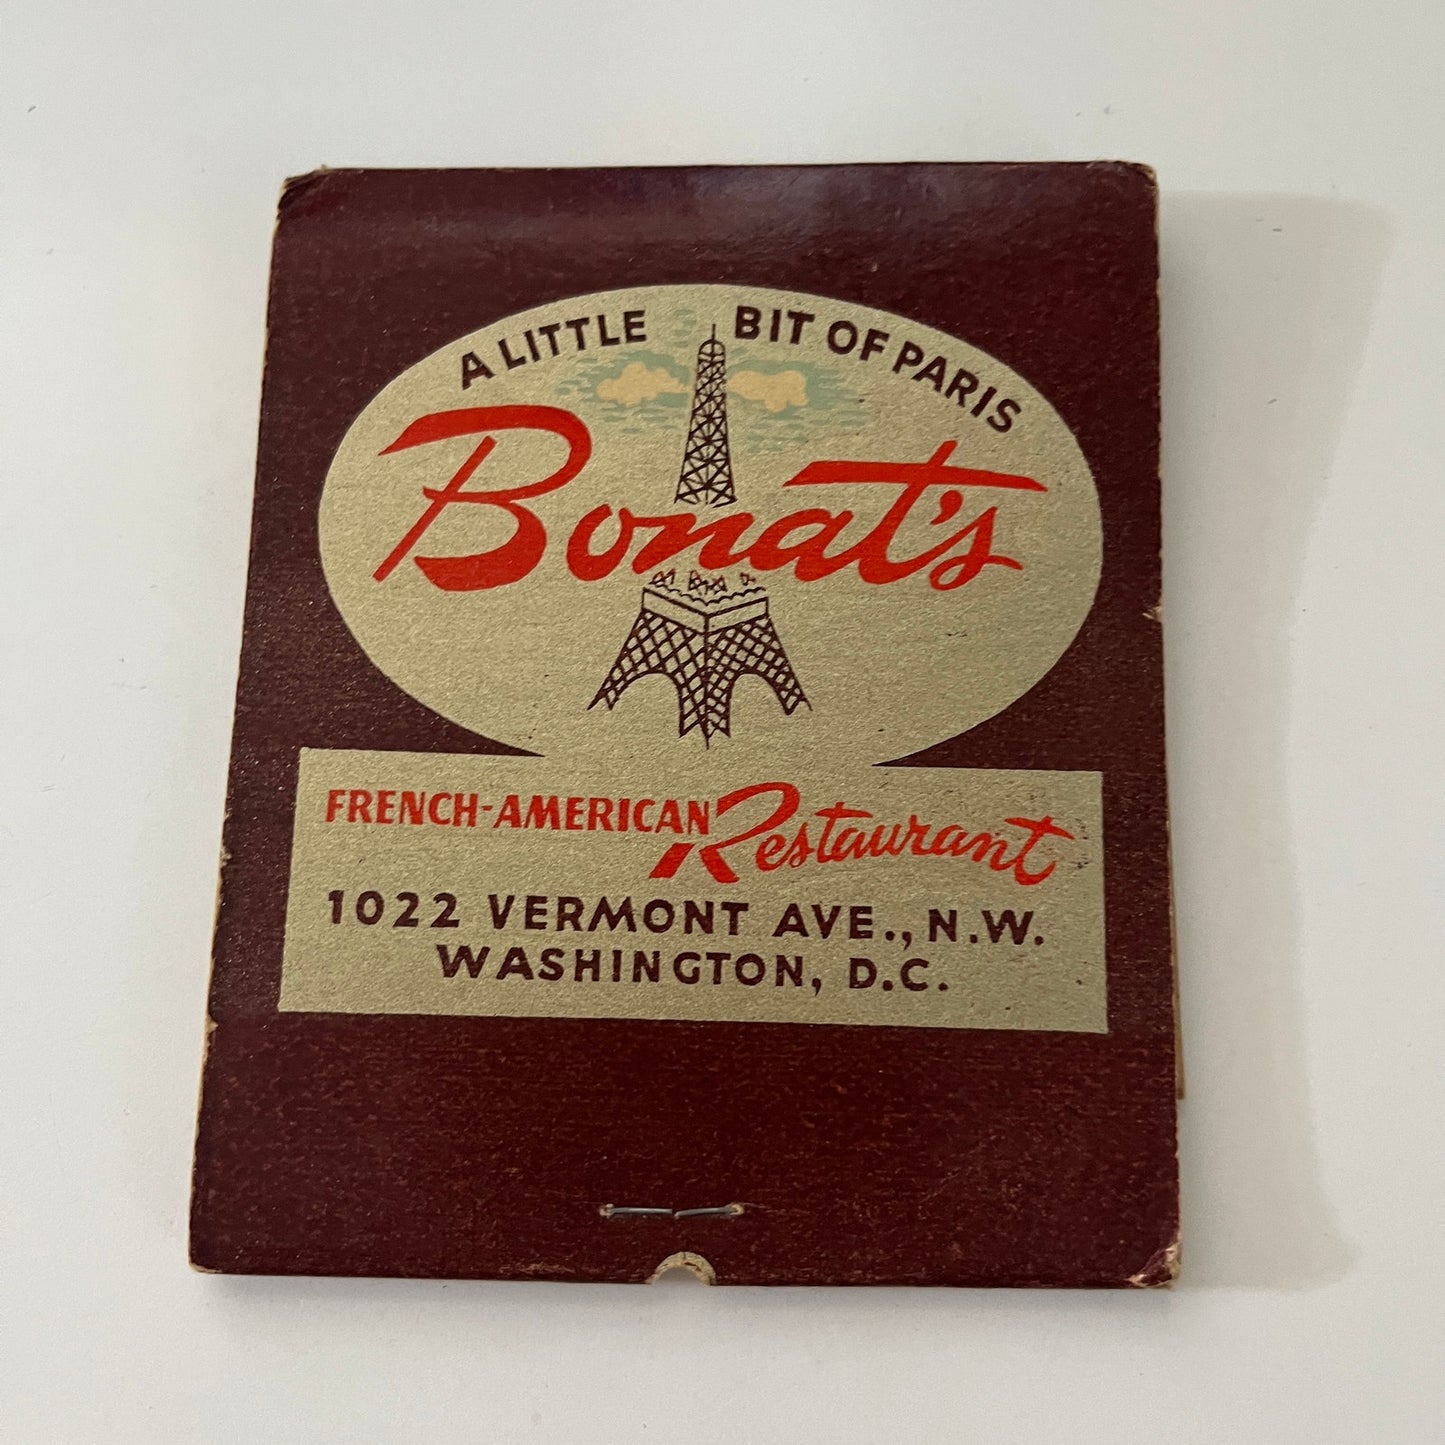 A LITTLE BIT OF PARIS
Bonat's
FRENCH-AMERICAN Restaurant
1022 VERMONT AVE., N.W.
WASHINGTON, D.C.